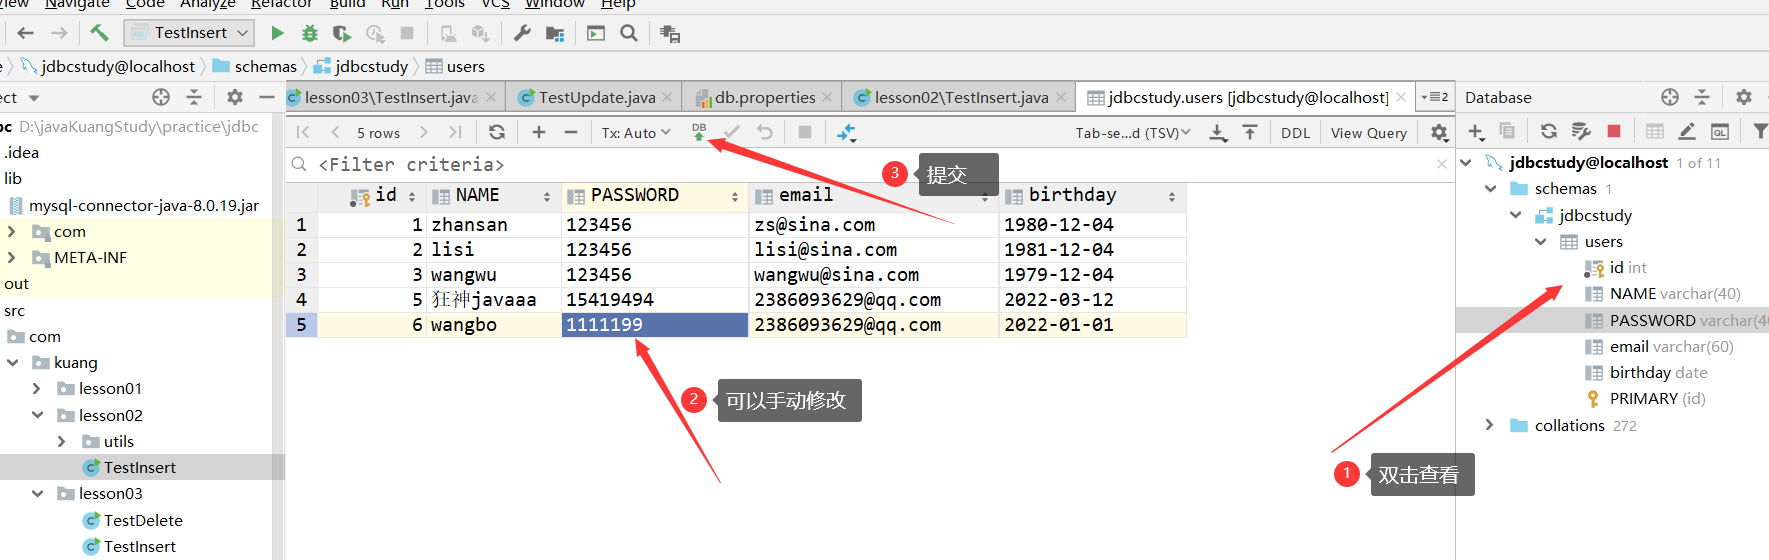 View Navigate Code Analyze Refactor Build Run Tools VCS Window Help
TestInsert
jdbcstudy@localhost schemas jdbcstudy users
lesson03\TestInsert.java TestUpdate.java db.properties lesson02\TestInsert.java jdbcstudy.users [jdbcstudy@localhost] 2
5 rows Tx: Auto DB Tab-se...d (TSV) DDL View Query
<Filter criteria>
3 提交
id NAME PASSWORD email birthday
1 1 zhansan 123456 zs@sina.com 1980-12-04
2 2 lisi 123456 lisi@sina.com 1981-12-04
3 3 wangwu 123456 wangwu@sina.com 1979-12-04
4 5 狂神javaaa 15419494 2386093629@qq.com 2022-03-12
5 6 wangbo 1111199 2386093629@qq.com 2022-01-01
2 可以手动修改
ect
bc D:\javaKuangStudy\practice\jdbc
.idea
lib
mysql-connector-java-8.0.19.jar
com
META-INF
out
src
com
kuang
lesson01
lesson02
utils
TestInsert
lesson03
TestDelete
TestInsert
Database
QL
jdbcstudy@localhost 1 of 11
schemas 1
jdbcstudy
users
id int
NAME varchar(40)
PASSWORD varchar(4
email varchar(60)
birthday date
PRIMARY (id)
collations 272
1 双击查看